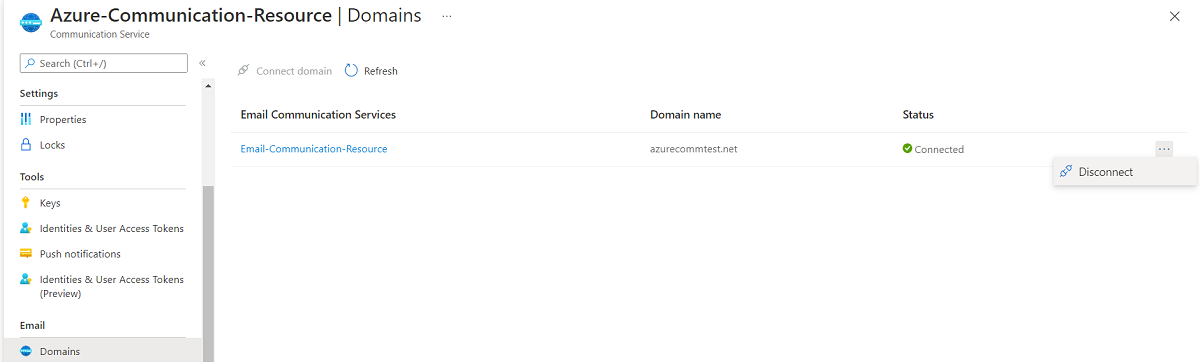 Azure-Communication-Resource | Domains ...
Communication Service
Search (Ctrl+/)
«
Connect domain
Refresh
Settings
Properties
Locks
Email Communication Services
Domain name
Status
Email-Communication-Resource
azurecommtest.net
Connected
...
Disconnect
Tools
Keys
Identities & User Access Tokens
Push notifications
Identities & User Access Tokens
(Preview)
Email
Domains